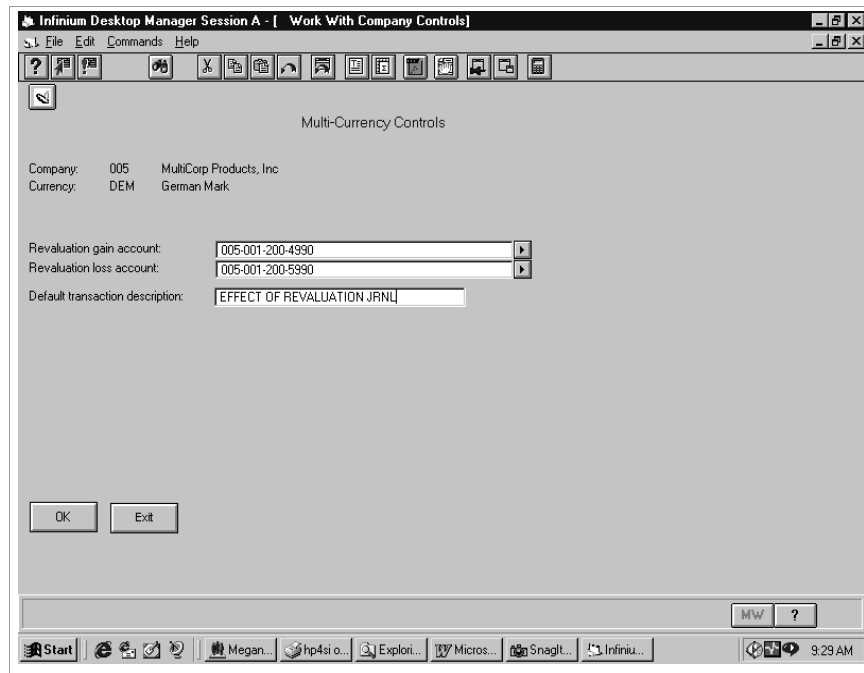 Infinium Desktop Manager Session A - [ Work With Company Controls]
File Edit Commands Help
Multi-Currency Controls
Company: 005 MultiCorp Products, Inc
Currency: DEM German Mark
Revaluation gain account: 005-001-200-4990
Revaluation loss account: 005-001-200-5990
Default transaction description: EFFECT OF REVALUATION JRNL
OK Exit
MW ?
Start Megan... hp4si o... Explori... Micros... SnagIt... Infiniu... 9:29 AM